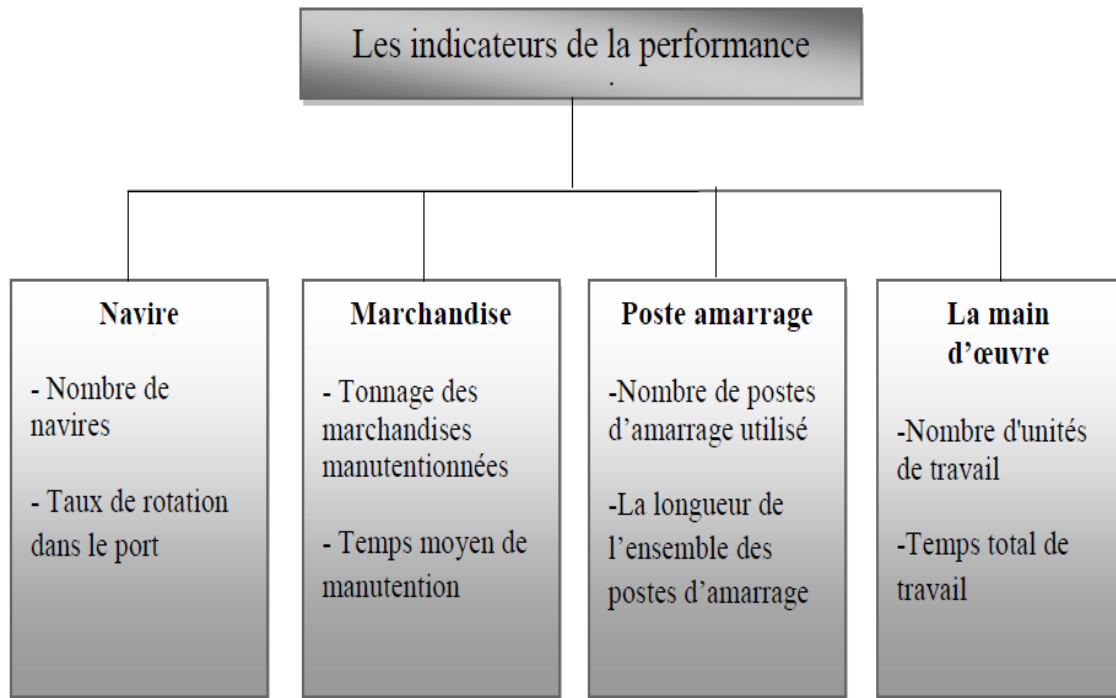 Les indicateurs de la performance
.
Navire
- Nombre de
navires
- Taux de rotation
dans le port
Marchandise
- Tonnage des
marchandises
manutentionnées
- Temps moyen de
manutention
Poste amarrage
-Nombre de postes
d’amarrage utilisé
-La longueur de
l’ensemble des
postes d’amarrage
La main
d’œuvre
-Nombre d'unités
de travail
-Temps total de
travail